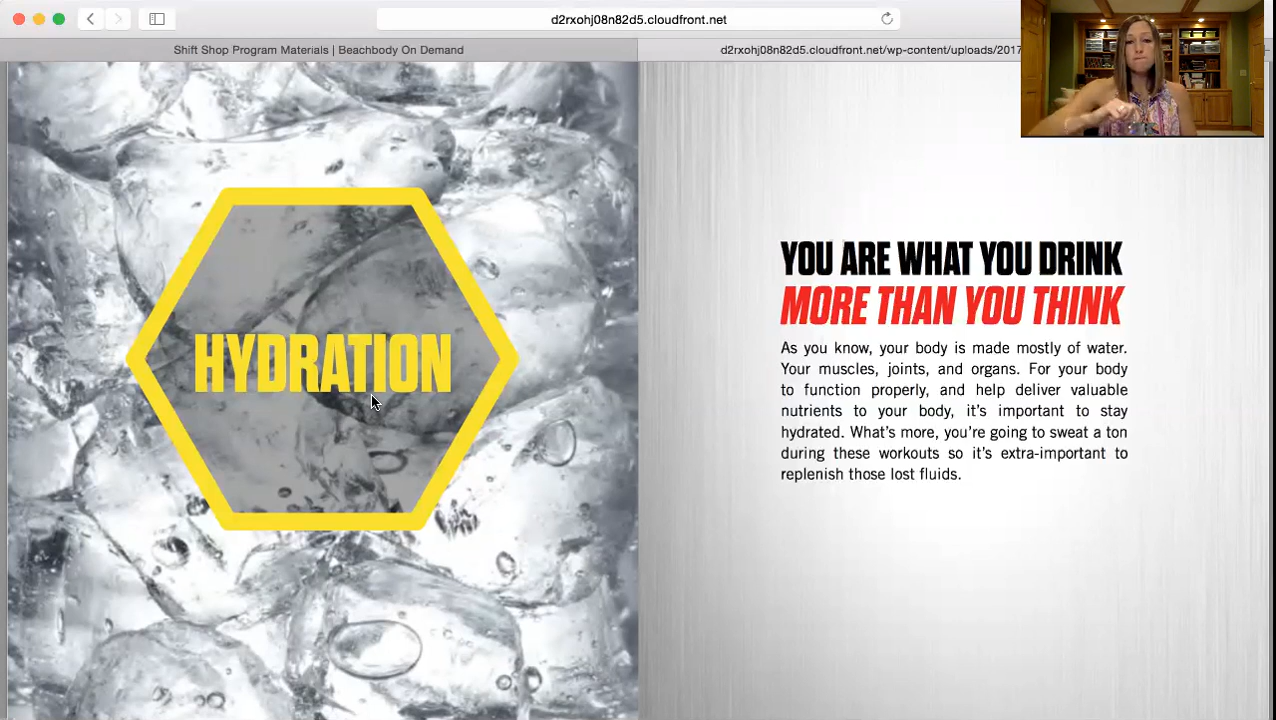 d2rxohj08n82d5.cloudfront.net
Shift Shop Program Materials | Beachbody On Demand
d2rxohj08n82d5.cloudfront.net/wp-content/uploads/2017
HYDRATION
YOU ARE WHAT YOU DRINK
MORE THAN YOU THINK
As you know, your body is made mostly of water.
Your muscles, joints, and organs. For your body
to function properly, and help deliver valuable
nutrients to your body, it's important to stay
hydrated. What's more, you're going to sweat a ton
during these workouts so it's extra-important to
replenish those lost fluids.